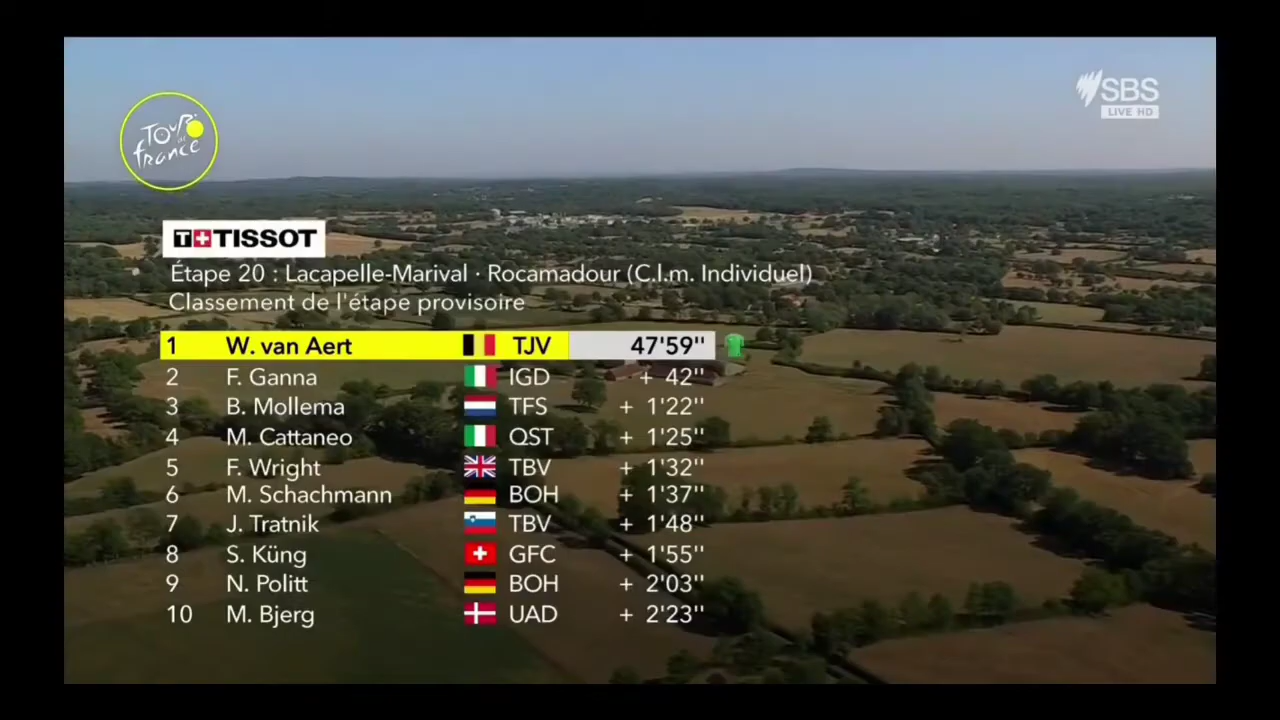 SBS
LIVE HD
TOUR de france
T+TISSOT
Étape 20 : Lacapelle-Marival · Rocamadour (C.l.m. Individuel)
Classement de l'étape provisoire
1 W. van Aert TJV 47'59''
2 F. Ganna IGD + 42''
3 B. Mollema TFS + 1'22''
4 M. Cattaneo QST + 1'25''
5 F. Wright TBV + 1'32''
6 M. Schachmann BOH + 1'37''
7 J. Tratnik TBV + 1'48''
8 S. Küng GFC + 1'55''
9 N. Politt BOH + 2'03''
10 M. Bjerg UAD + 2'23''